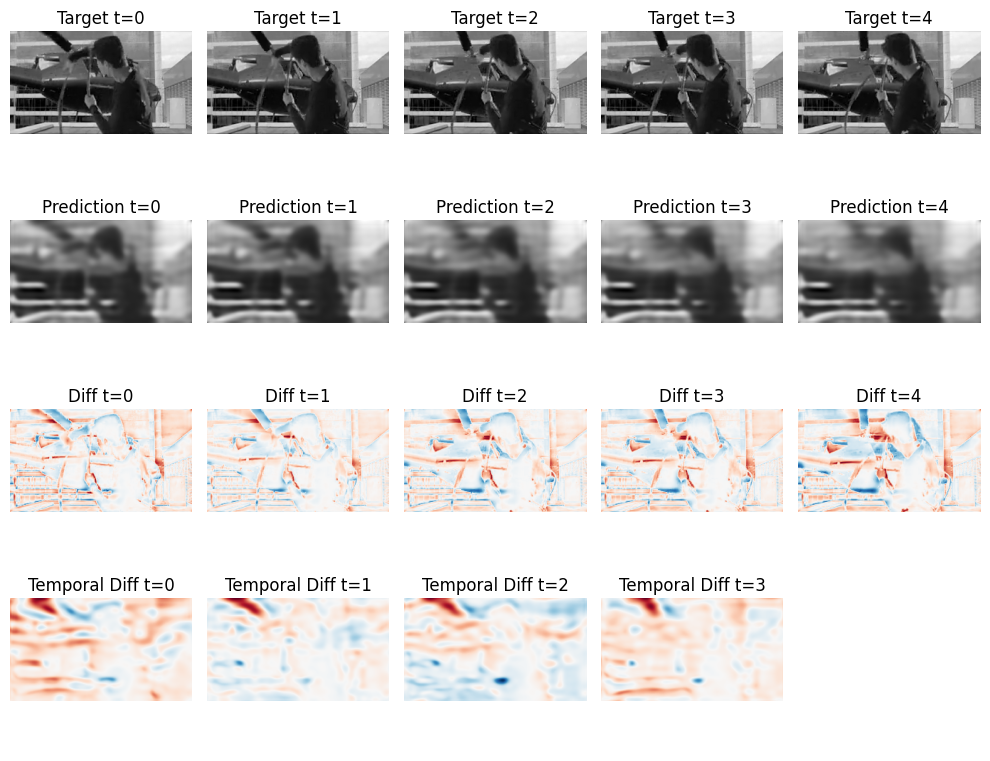 Target t=0 Target t=1 Target t=2 Target t=3 Target t=4
Prediction t=0 Prediction t=1 Prediction t=2 Prediction t=3 Prediction t=4
Diff t=0 Diff t=1 Diff t=2 Diff t=3 Diff t=4
Temporal Diff t=0 Temporal Diff t=1 Temporal Diff t=2 Temporal Diff t=3